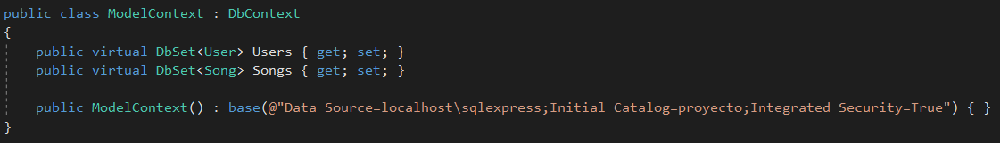 public class ModelContext : DbContext
{
    public virtual DbSet<User> Users { get; set; }
    public virtual DbSet<Song> Songs { get; set; }
    public ModelContext() : base(@"Data Source=localhost\sqlexpress;Initial Catalog=proyecto;Integrated Security=True") { }
}